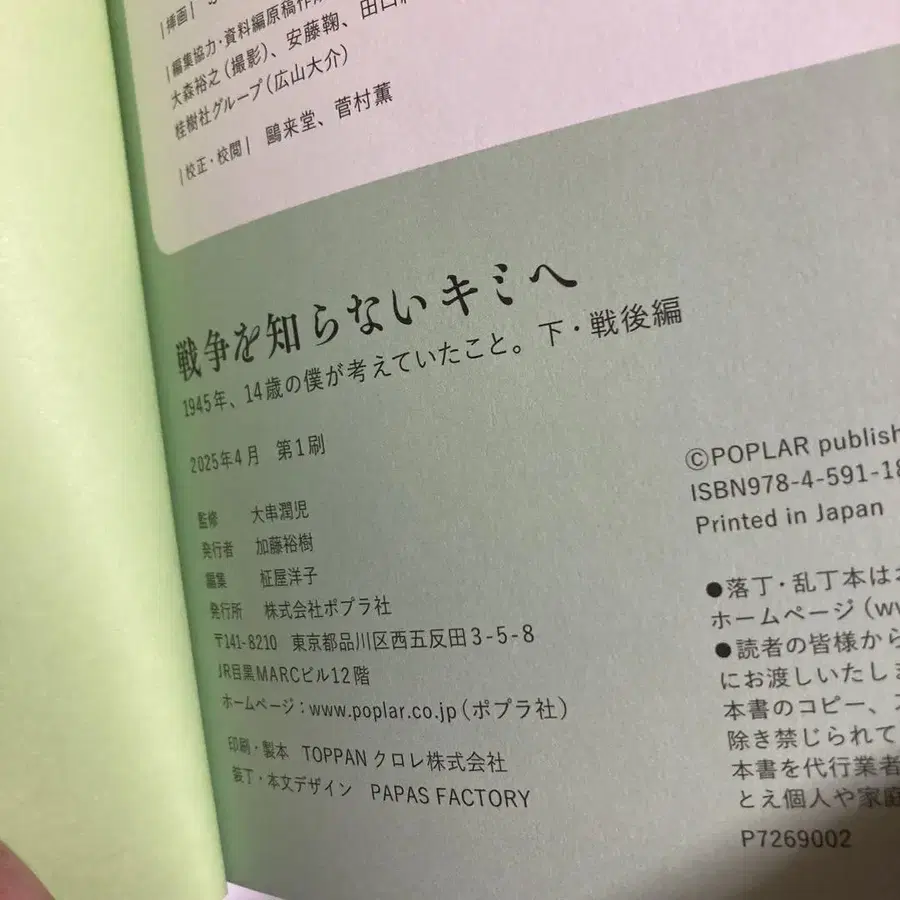 |挿画|
|編集協力・資料編原稿作成
大森裕之(撮影)、安藤鞠、田口
桂樹社グループ(広山大介)
|校正・校閲| 鷗来堂、菅村薫
戦争を知らないキミへ
1945年、14歳の僕が考えていたこと。下・戦後編
2025年4月 第1刷
監修 大串潤児
発行者 加藤裕樹
編集 柾屋洋子
発行所 株式会社ポプラ社
〒141-8210 東京都品川区西五反田3-5-8
JR目黒MARCビル12階
ホームページ:www.poplar.co.jp(ポプラ社)
印刷・製本 TOPPANクロレ株式会社
装丁・本文デザイン PAPAS FACTORY
©POPLAR publish
ISBN978-4-591-18
Printed in Japan
●落丁・乱丁本は
ホームページ(w
●読者の皆様から
にお渡しいたしま
本書のコピー、
除き禁じられて
本書を代行業者
とえ個人や家庭
P7269002